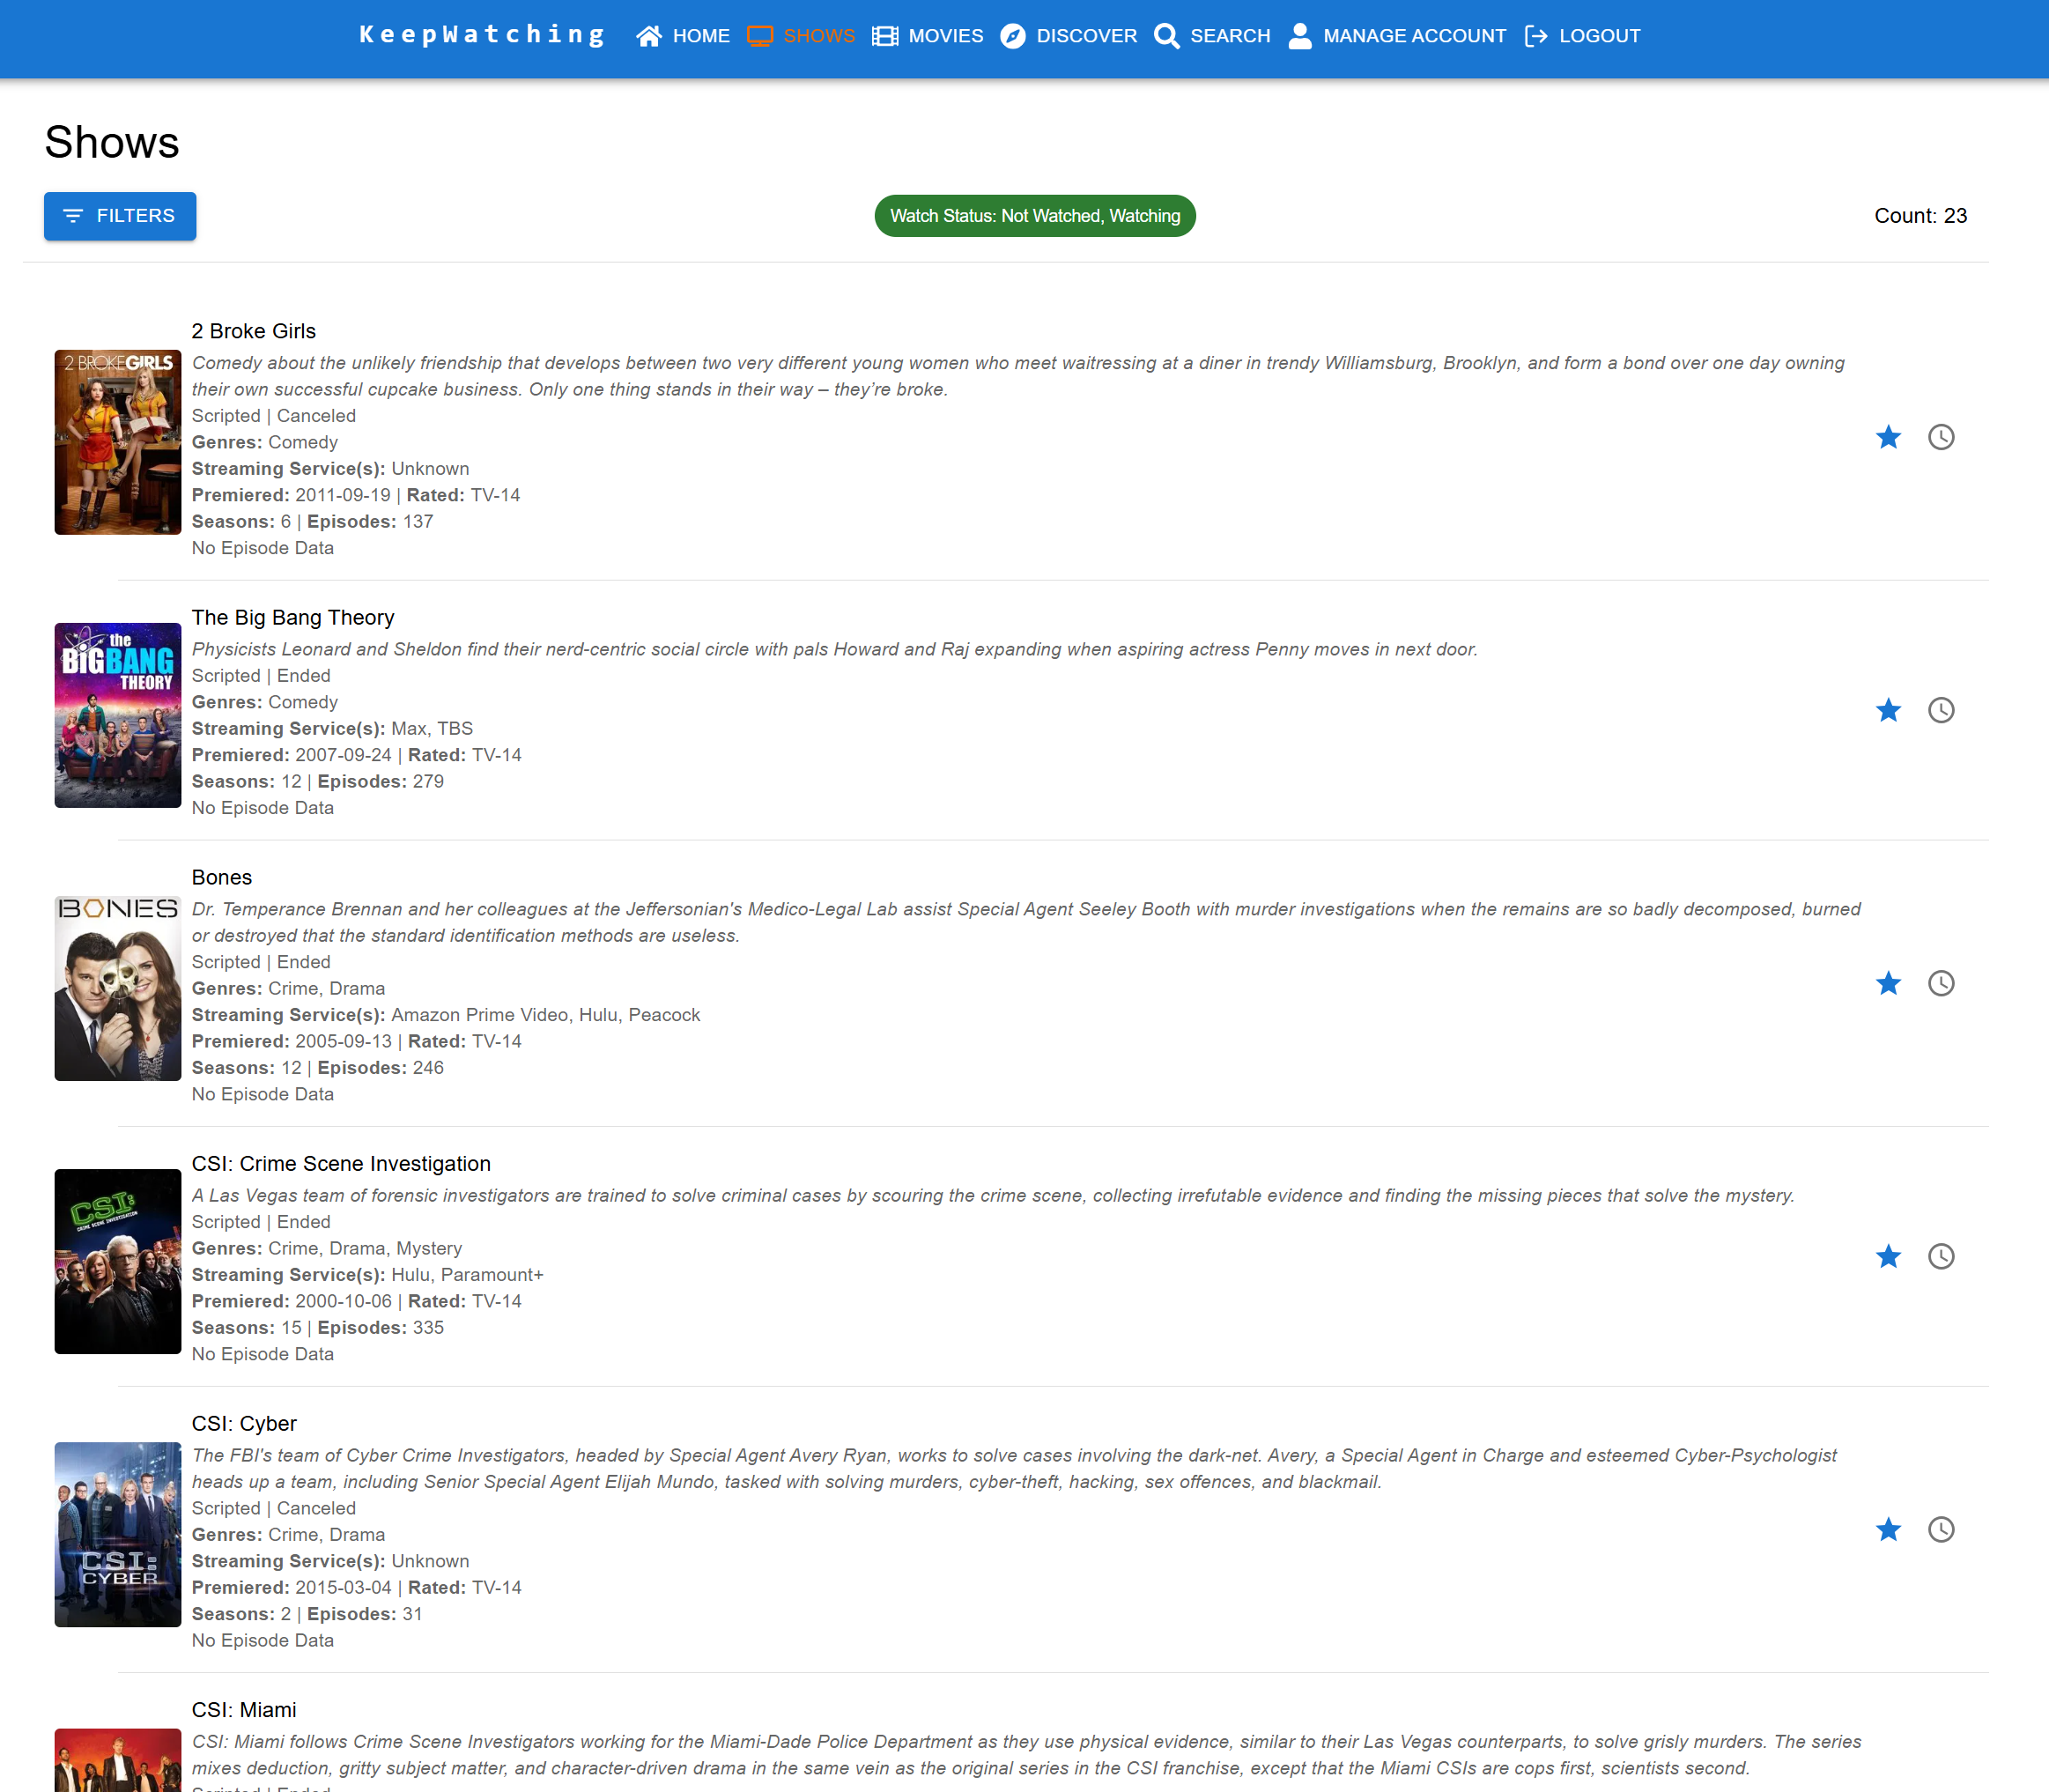 KeepWatching HOME SHOWS MOVIES DISCOVER SEARCH MANAGE ACCOUNT LOGOUT
Shows
FILTERS Watch Status: Not Watched, Watching Count: 23
2 Broke Girls
2 BROKE GIRLS
Comedy about the unlikely friendship that develops between two very different young women who meet waitressing at a diner in trendy Williamsburg, Brooklyn, and form a bond over one day owning
their own successful cupcake business. Only one thing stands in their way – they’re broke.
Scripted | Canceled
Genres: Comedy
Streaming Service(s): Unknown
Premiered: 2011-09-19 | Rated: TV-14
Seasons: 6 | Episodes: 137
No Episode Data
The Big Bang Theory
the
BIG BANG
THEORY
Physicists Leonard and Sheldon find their nerd-centric social circle with pals Howard and Raj expanding when aspiring actress Penny moves in next door.
Scripted | Ended
Genres: Comedy
Streaming Service(s): Max, TBS
Premiered: 2007-09-24 | Rated: TV-14
Seasons: 12 | Episodes: 279
No Episode Data
Bones
BONES
Dr. Temperance Brennan and her colleagues at the Jeffersonian's Medico-Legal Lab assist Special Agent Seeley Booth with murder investigations when the remains are so badly decomposed, burned
or destroyed that the standard identification methods are useless.
Scripted | Ended
Genres: Crime, Drama
Streaming Service(s): Amazon Prime Video, Hulu, Peacock
Premiered: 2005-09-13 | Rated: TV-14
Seasons: 12 | Episodes: 246
No Episode Data
CSI: Crime Scene Investigation
CSI:
CRIME SCENE INVESTIGATION
A Las Vegas team of forensic investigators are trained to solve criminal cases by scouring the crime scene, collecting irrefutable evidence and finding the missing pieces that solve the mystery.
Scripted | Ended
Genres: Crime, Drama, Mystery
Streaming Service(s): Hulu, Paramount+
Premiered: 2000-10-06 | Rated: TV-14
Seasons: 15 | Episodes: 335
No Episode Data
CSI: Cyber
CSI:
CYBER
The FBI's team of Cyber Crime Investigators, headed by Special Agent Avery Ryan, works to solve cases involving the dark-net. Avery, a Special Agent in Charge and esteemed Cyber-Psychologist
heads up a team, including Senior Special Agent Elijah Mundo, tasked with solving murders, cyber-theft, hacking, sex offences, and blackmail.
Scripted | Canceled
Genres: Crime, Drama
Streaming Service(s): Unknown
Premiered: 2015-03-04 | Rated: TV-14
Seasons: 2 | Episodes: 31
No Episode Data
CSI: Miami
CSI: Miami follows Crime Scene Investigators working for the Miami-Dade Police Department as they use physical evidence, similar to their Las Vegas counterparts, to solve grisly murders. The series
mixes deduction, gritty subject matter, and character-driven drama in the same vein as the original series in the CSI franchise, except that the Miami CSIs are cops first, scientists second.
Scripted | Ended